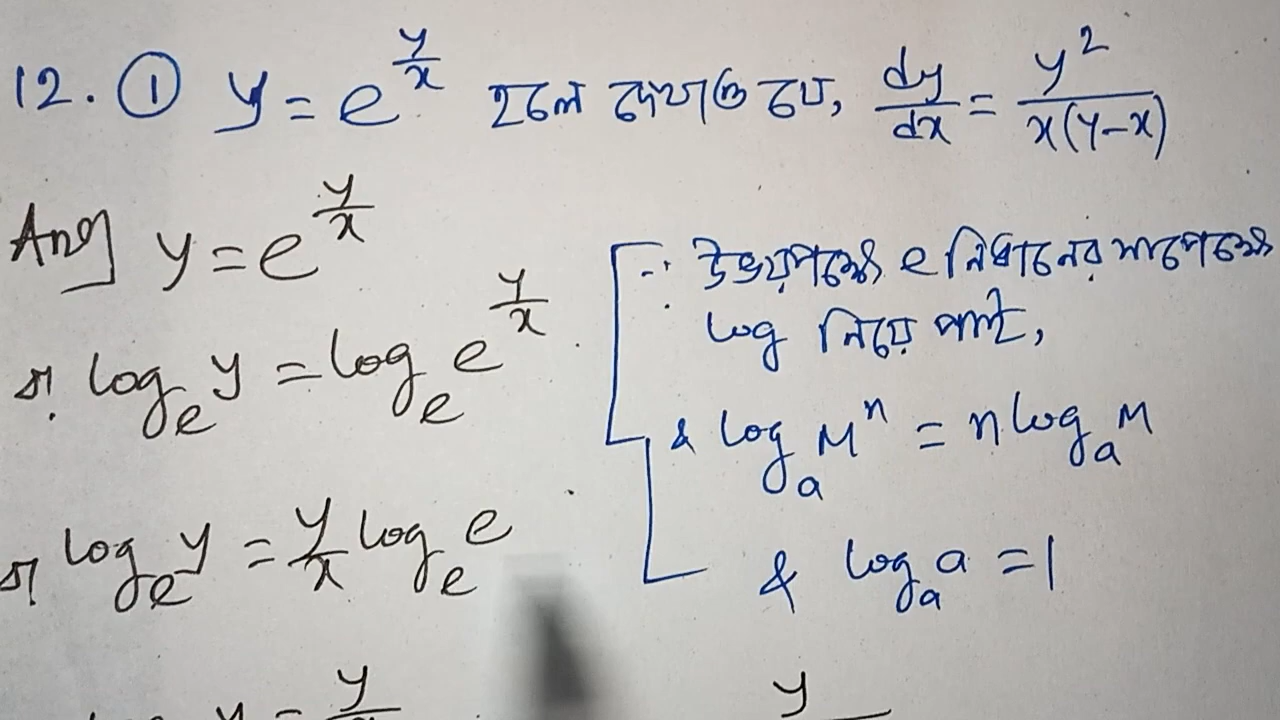 12. ① y = e^{y/x} হলে দেখাও যে, dy/dx = y²/x(y-x)
Ans] y = e^{y/x}
বা, log_e y = log_e e^{y/x}
বা log_e y = y/x log_e e
[∵ উভয়পক্ষে e নিধানের সাপেক্ষে
log নিয়ে পাই,
& log_a M^n = n log_a M
& log_a a = 1
y = y
y